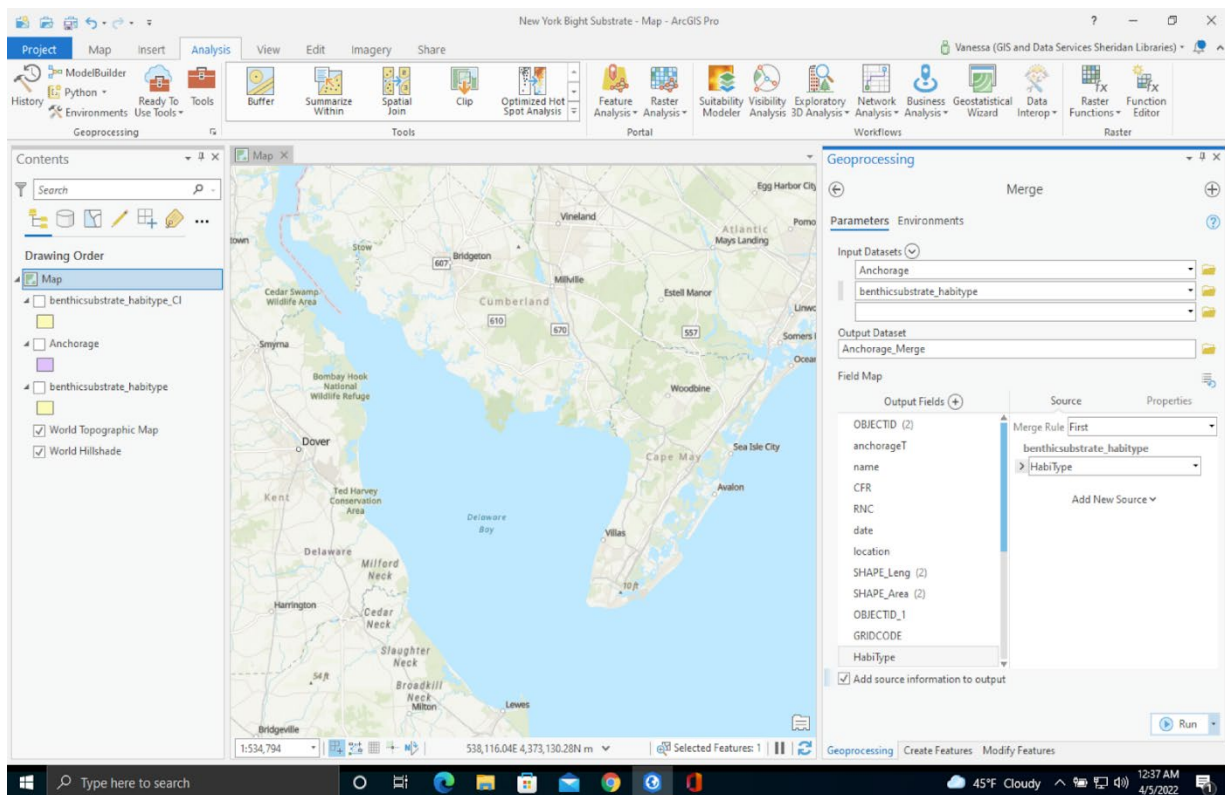 New York Bight Substrate - Map - ArcGIS Pro
?
Project Map Insert Analysis View Edit Imagery Share
Vanessa (GIS and Data Services Sheridan Libraries)
History
ModelBuilder
Python
Environments
Ready To Use Tools
Tools
Geoprocessing
Buffer
Summarize Within
Spatial Join
Clip
Optimized Hot Spot Analysis
Tools
Feature Analysis
Raster Analysis
Portal
Suitability Modeler
Visibility Analysis
Exploratory 3D Analysis
Network Analysis
Business Analysis
Geostatistical Wizard
Data Interop
Workflows
Raster Functions
Function Editor
Raster
Contents
Search
Drawing Order
Map
benthicsubstrate_habitype_Cl
Anchorage
benthicsubstrate_habitype
World Topographic Map
World Hillshade
Map
Egg Harbor City
Vineland
Pomo
Atlantic
Mays Landing
town
Stow
607
Bridgeton
Millville
Cedar Swamp
Wildlife Area
Cumberland
Estell Manor
Linwo
610
670
557
Somers
Smyrna
Ocean
Bombay Hook
National
Wildlife Refuge
Woodbine
Dover
Cape May
Sea Isle City
Kent
Ted Harvey
Conservation
Area
Avalon
Delaware
Bay
Villas
Delaware
Milford
Neck
10 ft
Harrington
Cedar
Neck
Slaughter
Neck
54 ft
Broadkill
Neck
Milton
Lewes
Bridgeville
1:534,794
538,116.04E 4,373,130.28N m
Selected Features: 1
Geoprocessing
Merge
Parameters Environments
Input Datasets
Anchorage
benthicsubstrate_habitype
Output Dataset
Anchorage_Merge
Field Map
Output Fields
Source Properties
OBJECTID (2)
anchorageT
name
CFR
RNC
date
location
SHAPE_Leng (2)
SHAPE_Area (2)
OBJECTID_1
GRIDCODE
HabiType
Merge Rule First
benthicsubstrate_habitype
HabiType
Add New Source
Add source information to output
Run
Geoprocessing Create Features Modify Features
Type here to search
45°F Cloudy
12:37 AM
4/5/2022
1